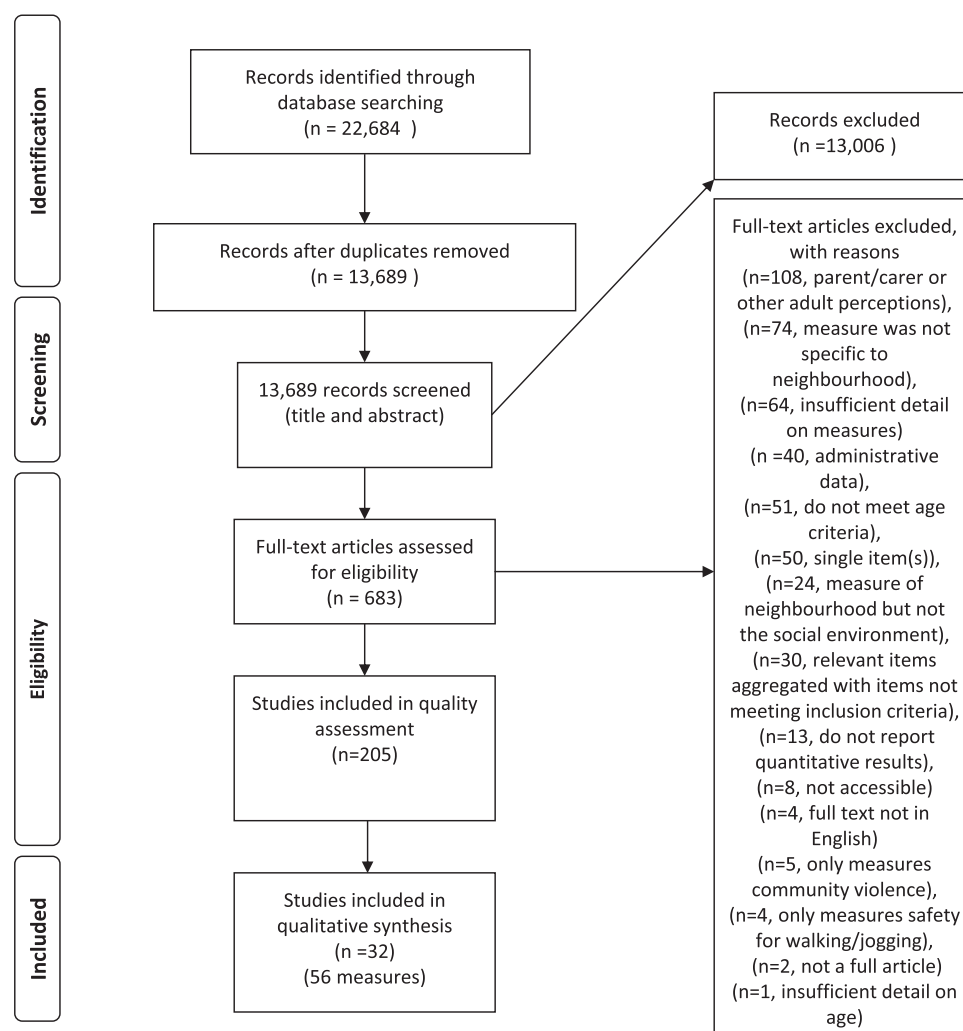 Identification
Records identified through
database searching
(n = 22,684  )
Records after duplicates removed
(n = 13,689  )
Records excluded
(n =13,006 )
Screening
13,689 records screened
(title and abstract)
Eligibility
Full-text articles assessed
for eligibility
(n = 683)
Full-text articles excluded,
with reasons
(n=108, parent/carer or
other adult perceptions),
(n=74, measure was not
specific to
neighbourhood),
(n=64, insufficient detail
on measures)
(n =40, administrative
data),
(n=51, do not meet age
criteria),
(n=50, single item(s)),
(n=24, measure of
neighbourhood but not
the social environment),
(n=30, relevant items
aggregated with items not
meeting inclusion criteria),
(n=13, do not report
quantitative results),
(n=8, not accessible)
(n=4, full text not in
English)
(n=5, only measures
community violence),
(n=4, only measures safety
for walking/jogging),
(n=2, not a full article)
(n=1, insufficient detail on
age)
Studies included in quality
assessment
(n=205)
Included
Studies included in
qualitative synthesis
(n =32)
(56 measures)